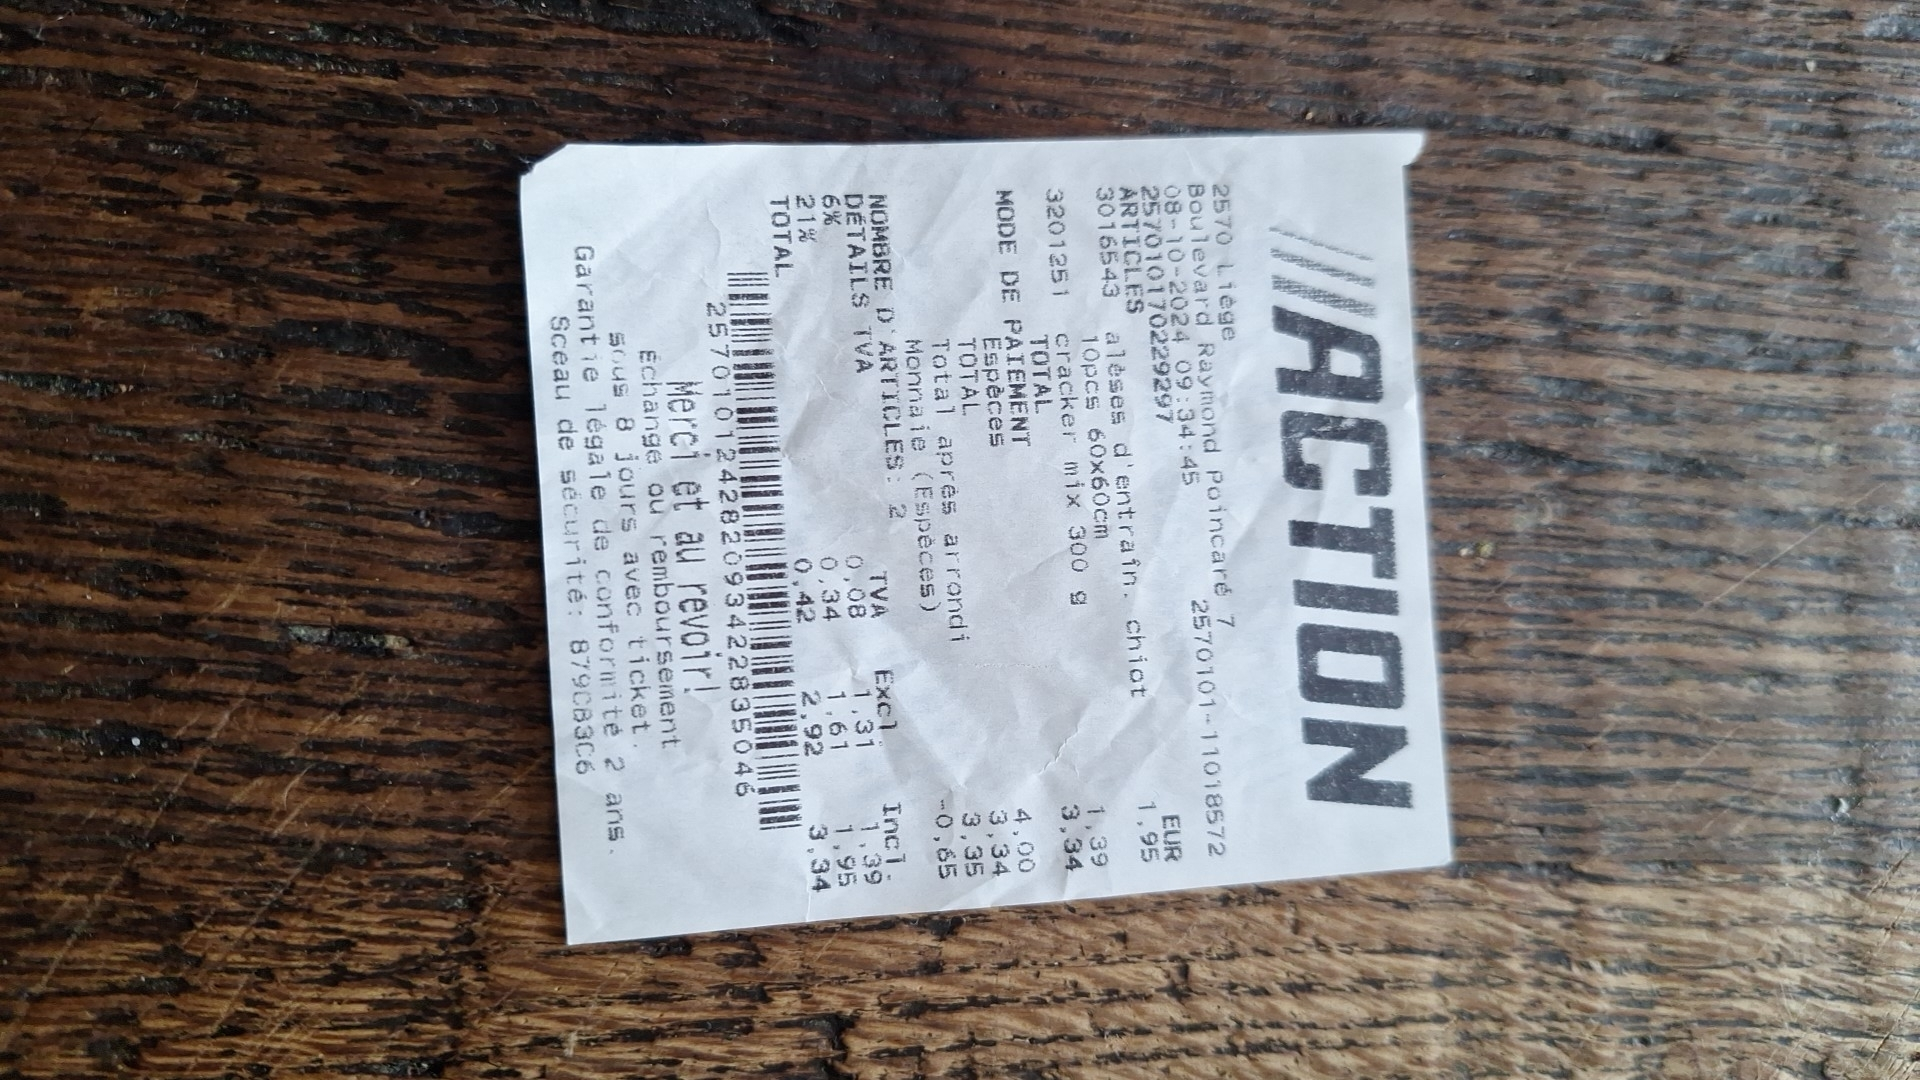 ACTION
2570 Liège
Boulevard Raymond Poincaré 7
08-10-2024 09:34:45 2570101-11018572
257010170229297
ARTICLES EUR
3016543 alèses d'entraîn. chiot 1,95
10pcs 60x60cm
3201251 cracker mix 300 g 1,39
TOTAL 3,34
MODE DE PAIEMENT
Espèces 4,00
TOTAL 3,34
Total après arrondi 3,35
Monnaie (Espèces) -0,65
NOMBRE D'ARTICLES: 2
DÉTAILS TVA TVA Excl. Incl.
6% 0,08 1,31 1,39
21% 0,34 1,61 1,95
TOTAL 0,42 2,92 3,34
257010124282093422835046
Merci et au revoir!
Échange ou remboursement
sous 8 jours avec ticket.
Garantie légale de conformité 2 ans.
Sceau de sécurité: 879CB3C6